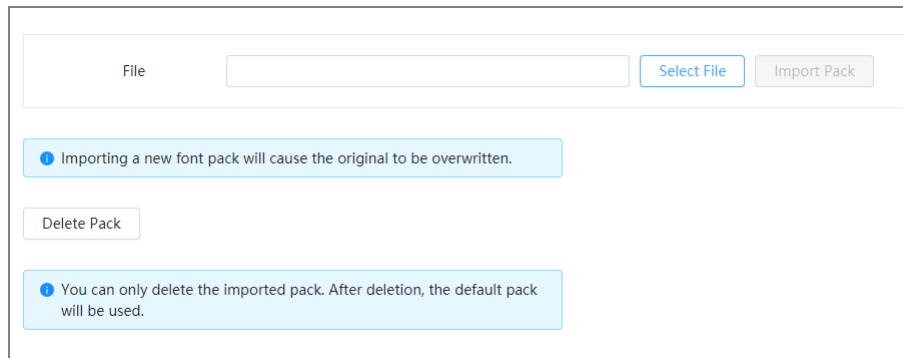 File Select File Import Pack
Importing a new font pack will cause the original to be overwritten.
Delete Pack
You can only delete the imported pack. After deletion, the default pack
will be used.